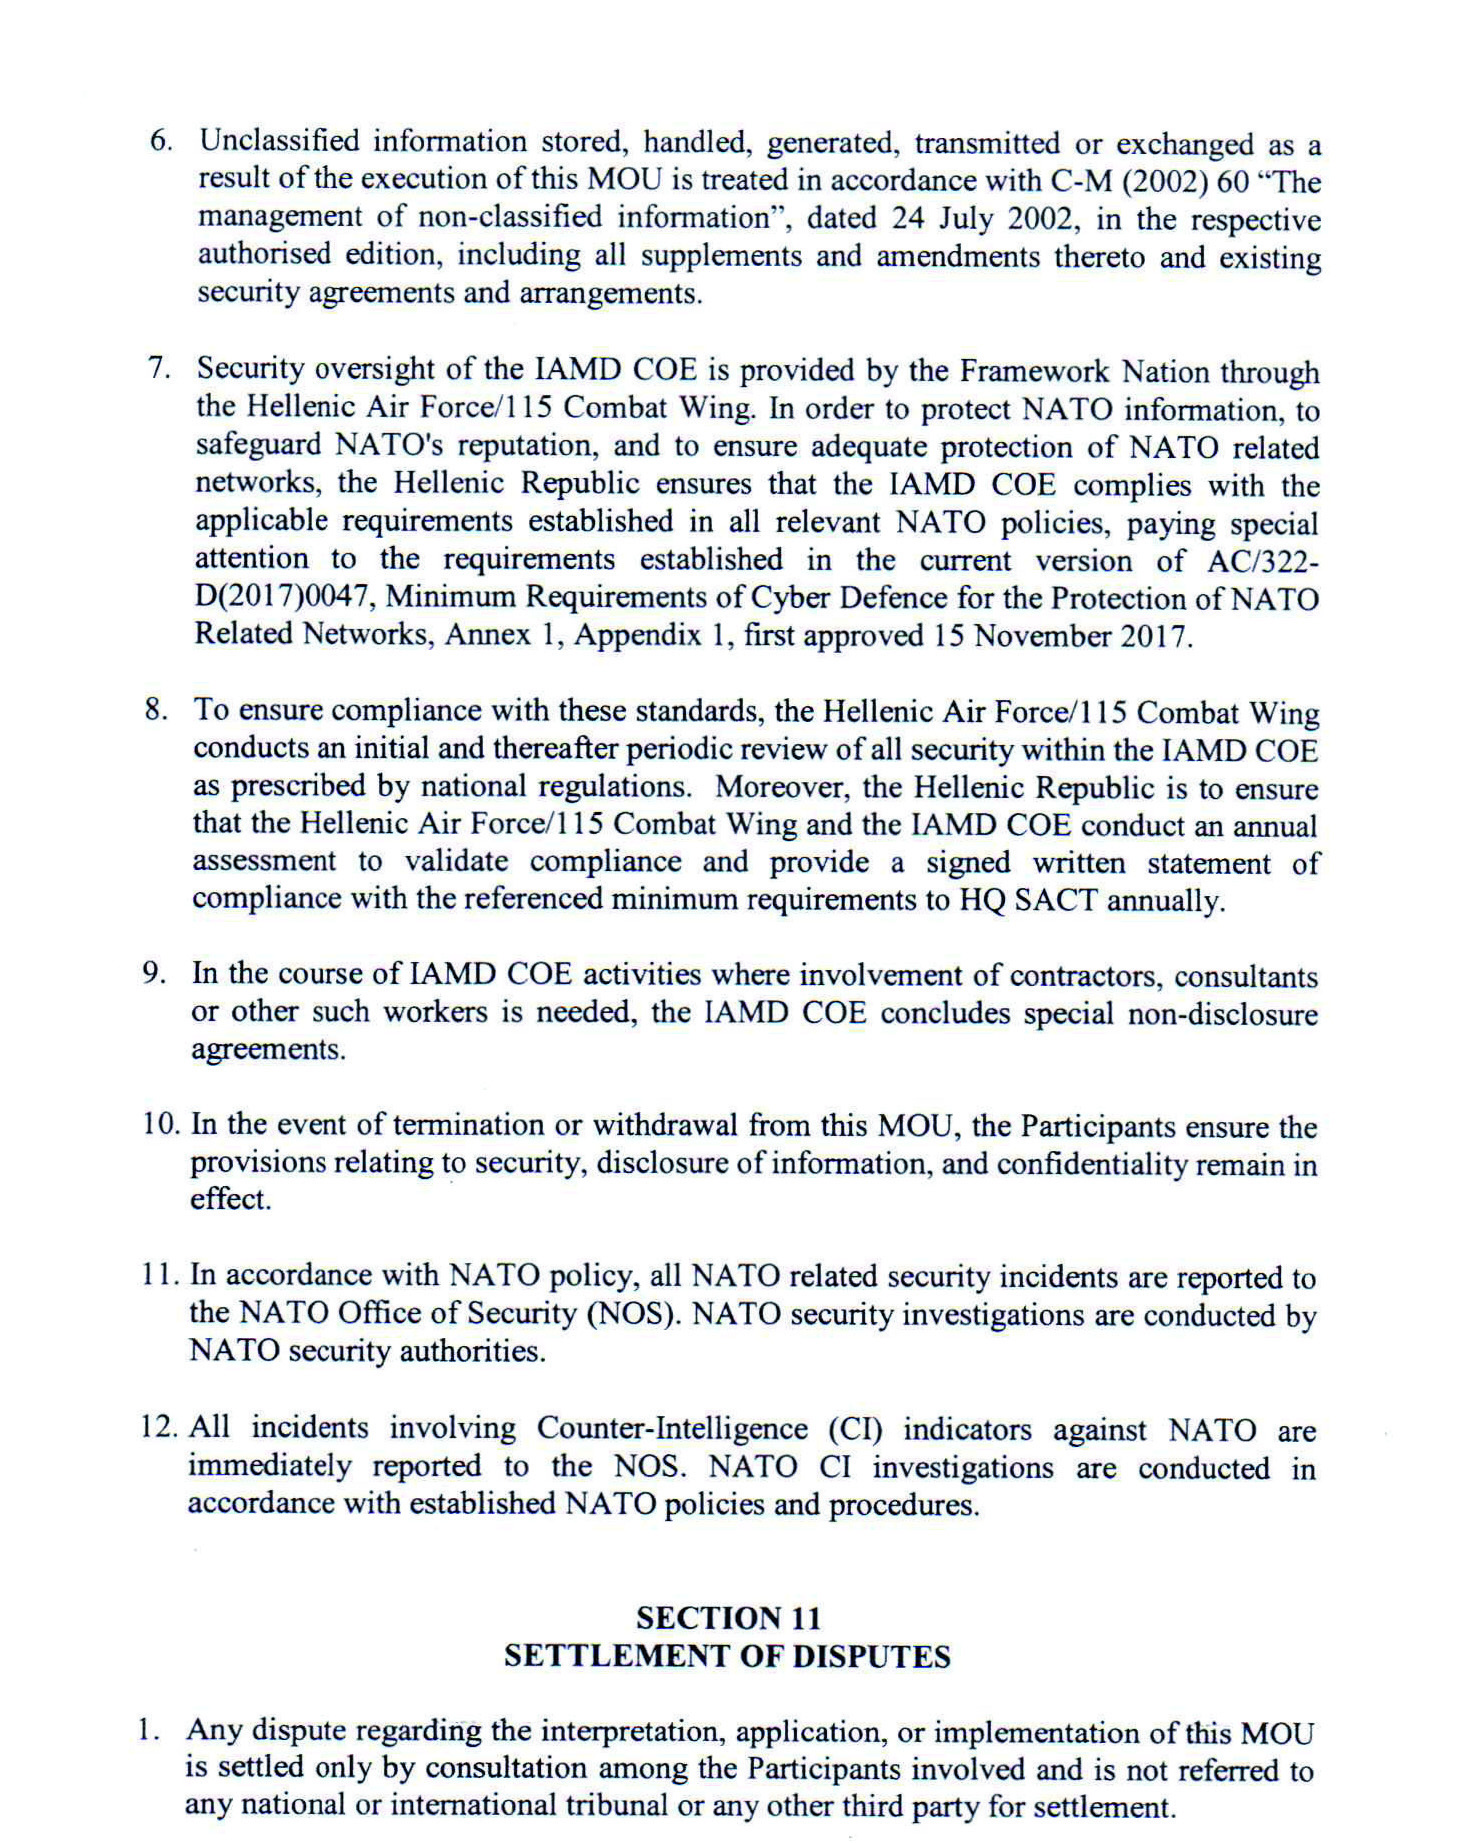 6. Unclassified information stored, handled, generated, transmitted or exchanged as a
result of the execution of this MOU is treated in accordance with C-M (2002) 60 “The
management of non-classified information”, dated 24 July 2002, in the respective
authorised edition, including all supplements and amendments thereto and existing
security agreements and arrangements.
7. Security oversight of the IAMD COE is provided by the Framework Nation through
the Hellenic Air Force/115 Combat Wing. In order to protect NATO information, to
safeguard NATO's reputation, and to ensure adequate protection of NATO related
networks, the Hellenic Republic ensures that the IAMD COE complies with the
applicable requirements established in all relevant NATO policies, paying special
attention to the requirements established in the current version of AC/322-
D(2017)0047, Minimum Requirements of Cyber Defence for the Protection of NATO
Related Networks, Annex 1, Appendix 1, first approved 15 November 2017.
8. To ensure compliance with these standards, the Hellenic Air Force/115 Combat Wing
conducts an initial and thereafter periodic review of all security within the IAMD COE
as prescribed by national regulations. Moreover, the Hellenic Republic is to ensure
that the Hellenic Air Force/115 Combat Wing and the IAMD COE conduct an annual
assessment to validate compliance and provide a signed written statement of
compliance with the referenced minimum requirements to HQ SACT annually.
9. In the course of IAMD COE activities where involvement of contractors, consultants
or other such workers is needed, the IAMD COE concludes special non-disclosure
agreements.
10. In the event of termination or withdrawal from this MOU, the Participants ensure the
provisions relating to security, disclosure of information, and confidentiality remain in
effect.
11. In accordance with NATO policy, all NATO related security incidents are reported to
the NATO Office of Security (NOS). NATO security investigations are conducted by
NATO security authorities.
12. All incidents involving Counter-Intelligence (CI) indicators against NATO are
immediately reported to the NOS. NATO CI investigations are conducted in
accordance with established NATO policies and procedures.
SECTION 11
SETTLEMENT OF DISPUTES
1. Any dispute regarding the interpretation, application, or implementation of this MOU
is settled only by consultation among the Participants involved and is not referred to
any national or international tribunal or any other third party for settlement.